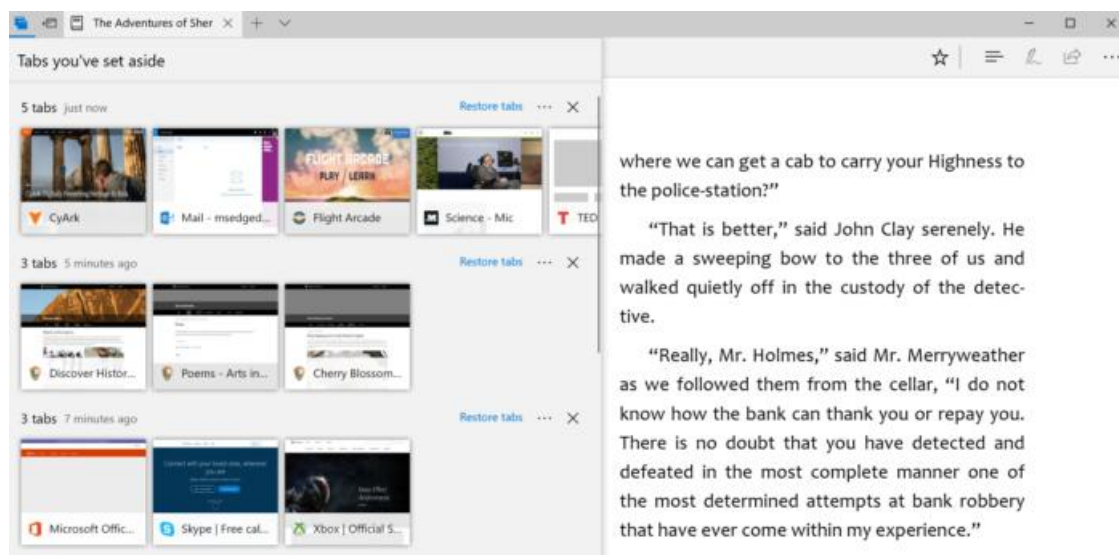 The Adventures of Sher
Tabs you've set aside
5 tabs just now
Restore tabs
FLIGHT ARCADE
PLAY / LEARN
CyArk
Mail - msedged...
Flight Arcade
Science - Mic
TED
3 tabs 5 minutes ago
Restore tabs
Discover Histor...
Poems - Arts in...
Cherry Blossom...
3 tabs 7 minutes ago
Restore tabs
Microsoft Offic...
Skype | Free cal...
Xbox | Official S...
where we can get a cab to carry your Highness to
the police-station?”
“That is better,” said John Clay serenely. He
made a sweeping bow to the three of us and
walked quietly off in the custody of the detec-
tive.
“Really, Mr. Holmes,” said Mr. Merryweather
as we followed them from the cellar, “I do not
know how the bank can thank you or repay you.
There is no doubt that you have detected and
defeated in the most complete manner one of
the most determined attempts at bank robbery
that have ever come within my experience.”